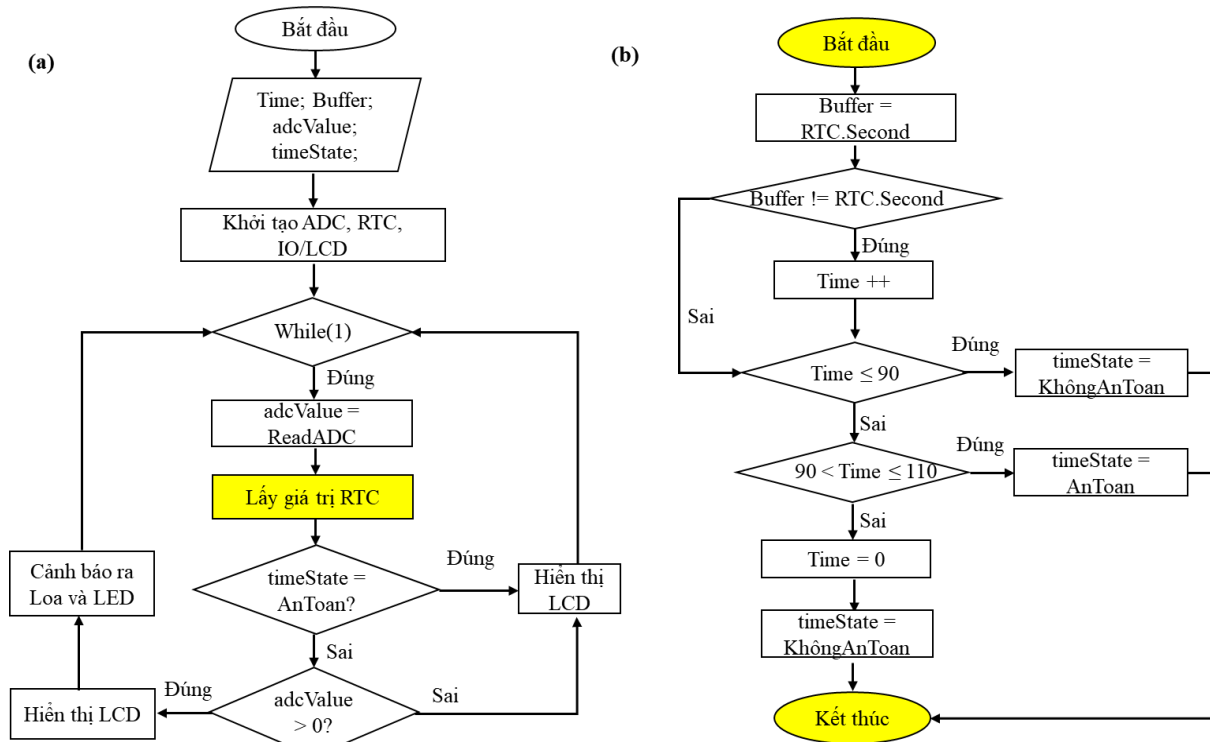 (a)
Bắt đầu
Time; Buffer;
adcValue;
timeState;
Khởi tạo ADC, RTC,
IO/LCD
While(1)
Đúng
adcValue =
ReadADC
Lấy giá trị RTC
timeState =
AnToan?
Đúng
Hiển thị
LCD
Sai
adcValue
> 0?
Sai
Đúng
Hiển thị LCD
Cảnh báo ra
Loa và LED
(b)
Bắt đầu
Buffer =
RTC.Second
Buffer != RTC.Second
Đúng
Time ++
Sai
Time ≤ 90
Đúng
timeState =
KhôngAnToan
Sai
90 < Time ≤ 110
Đúng
timeState =
AnToan
Sai
Time = 0
timeState =
KhôngAnToan
Kết thúc